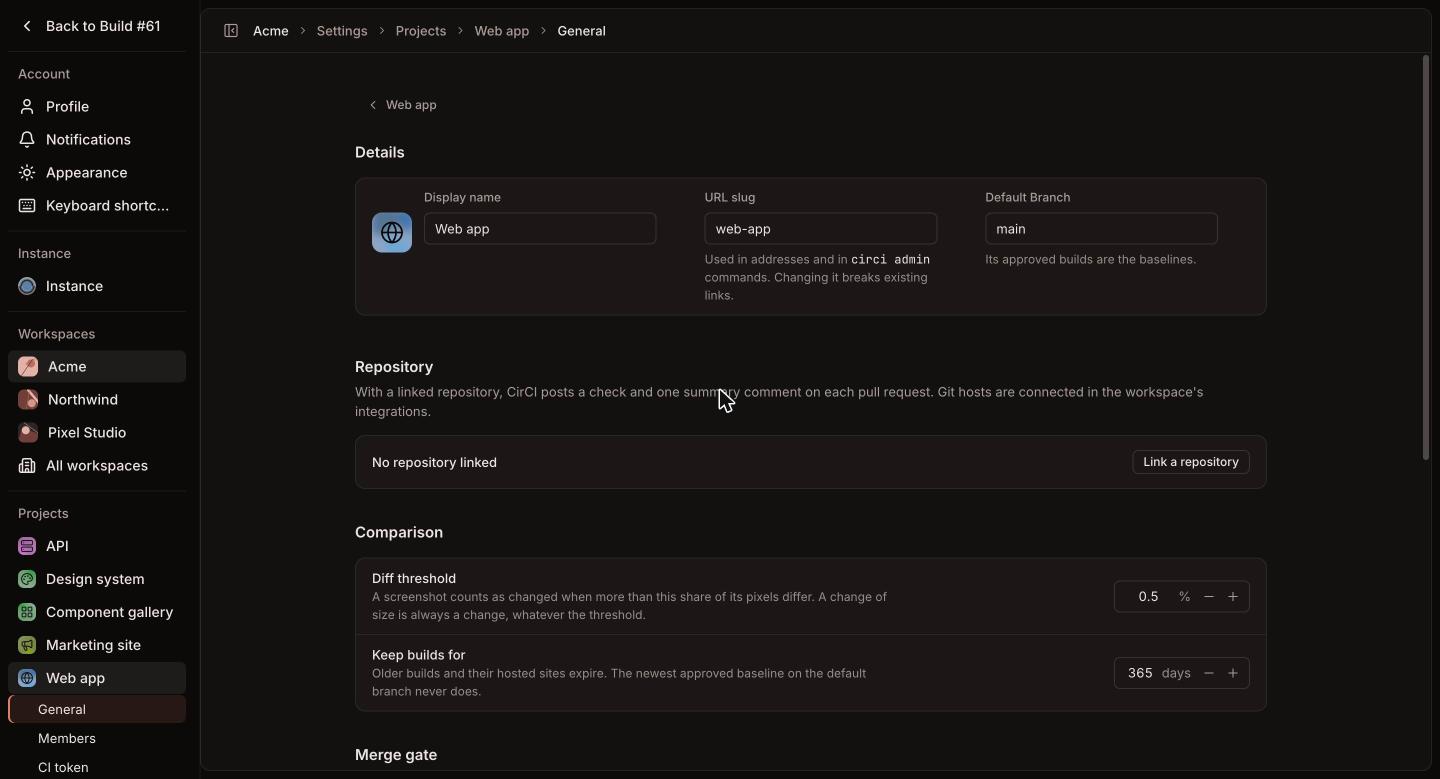 Back to Build #61
Account
Profile
Notifications
Appearance
Keyboard shortc...
Instance
Instance
Workspaces
Acme
Northwind
Pixel Studio
All workspaces
Projects
API
Design system
Component gallery
Marketing site
Web app
General
Members
CI token
Acme > Settings > Projects > Web app > General
Web app
Details
Display name
Web app
URL slug
web-app
Used in addresses and in circi admin
commands. Changing it breaks existing
links.
Default Branch
main
Its approved builds are the baselines.
Repository
With a linked repository, CirCI posts a check and one summary comment on each pull request. Git hosts are connected in the workspace's
integrations.
No repository linked
Link a repository
Comparison
Diff threshold
A screenshot counts as changed when more than this share of its pixels differ. A change of
size is always a change, whatever the threshold.
0.5 % − +
Keep builds for
Older builds and their hosted sites expire. The newest approved baseline on the default
branch never does.
365 days − +
Merge gate